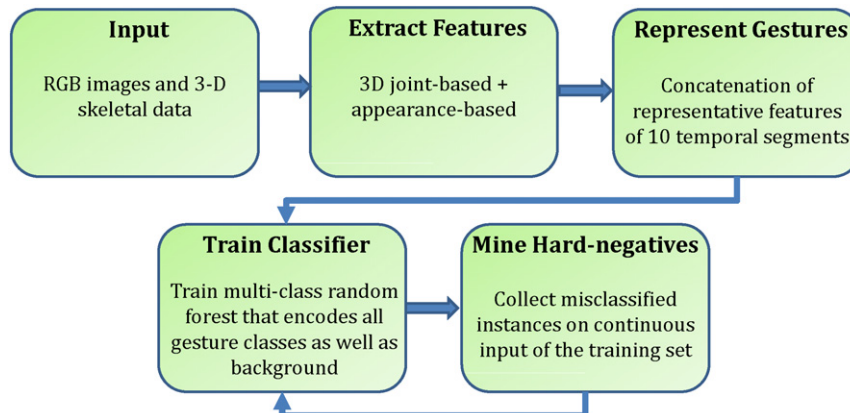 Input
RGB images and 3-D
skeletal data
Extract Features
3D joint-based +
appearance-based
Represent Gestures
Concatenation of
representative features
of 10 temporal segments
Train Classifier
Train multi-class random
forest that encodes all
gesture classes as well as
background
Mine Hard-negatives
Collect misclassified
instances on continuous
input of the training set